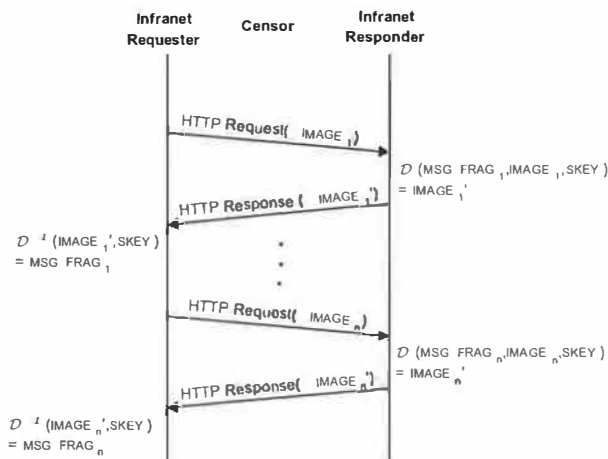 Infranet Requester
Censor
Infranet Responder
HTTP Request( IMAGE 1)
D (MSG FRAG 1,IMAGE 1,SKEY)
= IMAGE 1'
HTTP Response ( IMAGE 1')
D -1 (IMAGE 1',SKEY)
= MSG FRAG 1
HTTP Request( IMAGE n)
D (MSG FRAG n,IMAGE n,SKEY)
= IMAGE n'
HTTP Response( IMAGE n')
D -1 (IMAGE n',SKEY)
= MSG FRAG n